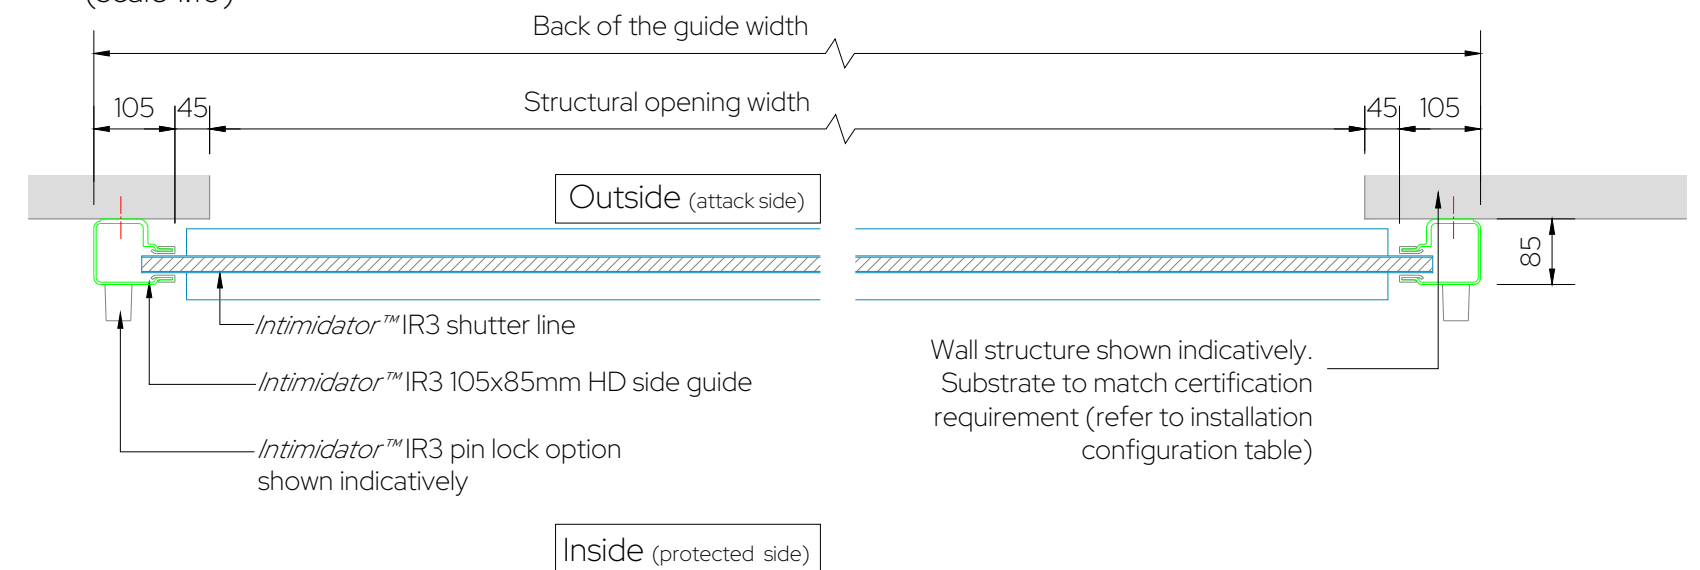 Back of the guide width
Structural opening width
105
45
45
105
Outside (attack side)
85
Intimidator™ IR3 shutter line
Intimidator™ IR3 105x85mm HD side guide
Intimidator™ IR3 pin lock option
shown indicatively
Wall structure shown indicatively.
Substrate to match certification
requirement (refer to installation
configuration table)
Inside (protected side)